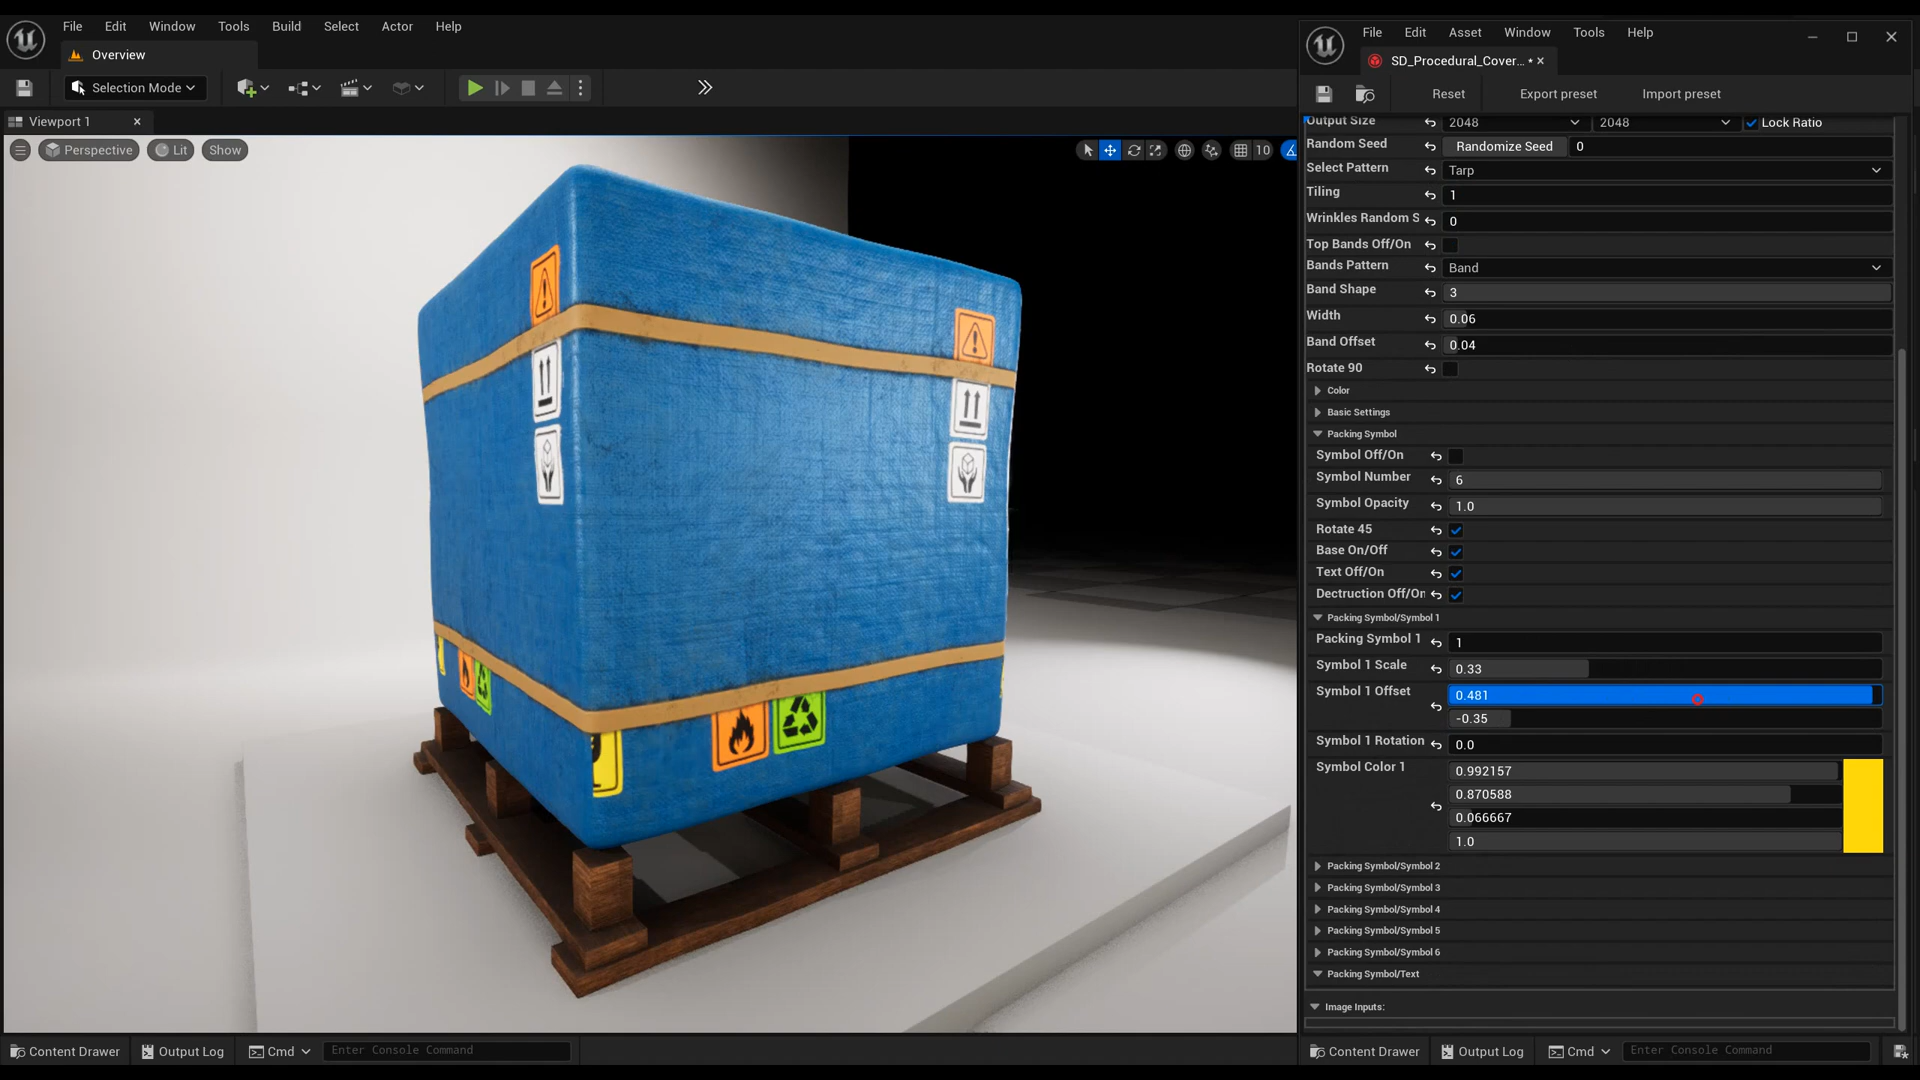 File Edit Window Tools Build Select Actor Help
Overview
Selection Mode
Viewport 1
Perspective Lit Show
10
File Edit Asset Window Tools Help
SD_Procedural_Cover... •
Reset Export preset Import preset
Output Size 2048 2048 Lock Ratio
Random Seed Randomize Seed 0
Select Pattern Tarp
Tiling 1
Wrinkles Random S 0
Top Bands Off/On
Bands Pattern Band
Band Shape 3
Width 0.06
Band Offset 0.04
Rotate 90
Color
Basic Settings
Packing Symbol
Symbol Off/On
Symbol Number 6
Symbol Opacity 1.0
Rotate 45
Base On/Off
Text Off/On
Dectruction Off/On
Packing Symbol/Symbol 1
Packing Symbol 1 1
Symbol 1 Scale 0.33
Symbol 1 Offset 0.481
-0.35
Symbol 1 Rotation 0.0
Symbol Color 1 0.992157
0.870588
0.066667
1.0
Packing Symbol/Symbol 2
Packing Symbol/Symbol 3
Packing Symbol/Symbol 4
Packing Symbol/Symbol 5
Packing Symbol/Symbol 6
Packing Symbol/Text
Image Inputs:
Content Drawer Output Log Cmd Enter Console Command
Content Drawer Output Log Cmd Enter Console Command